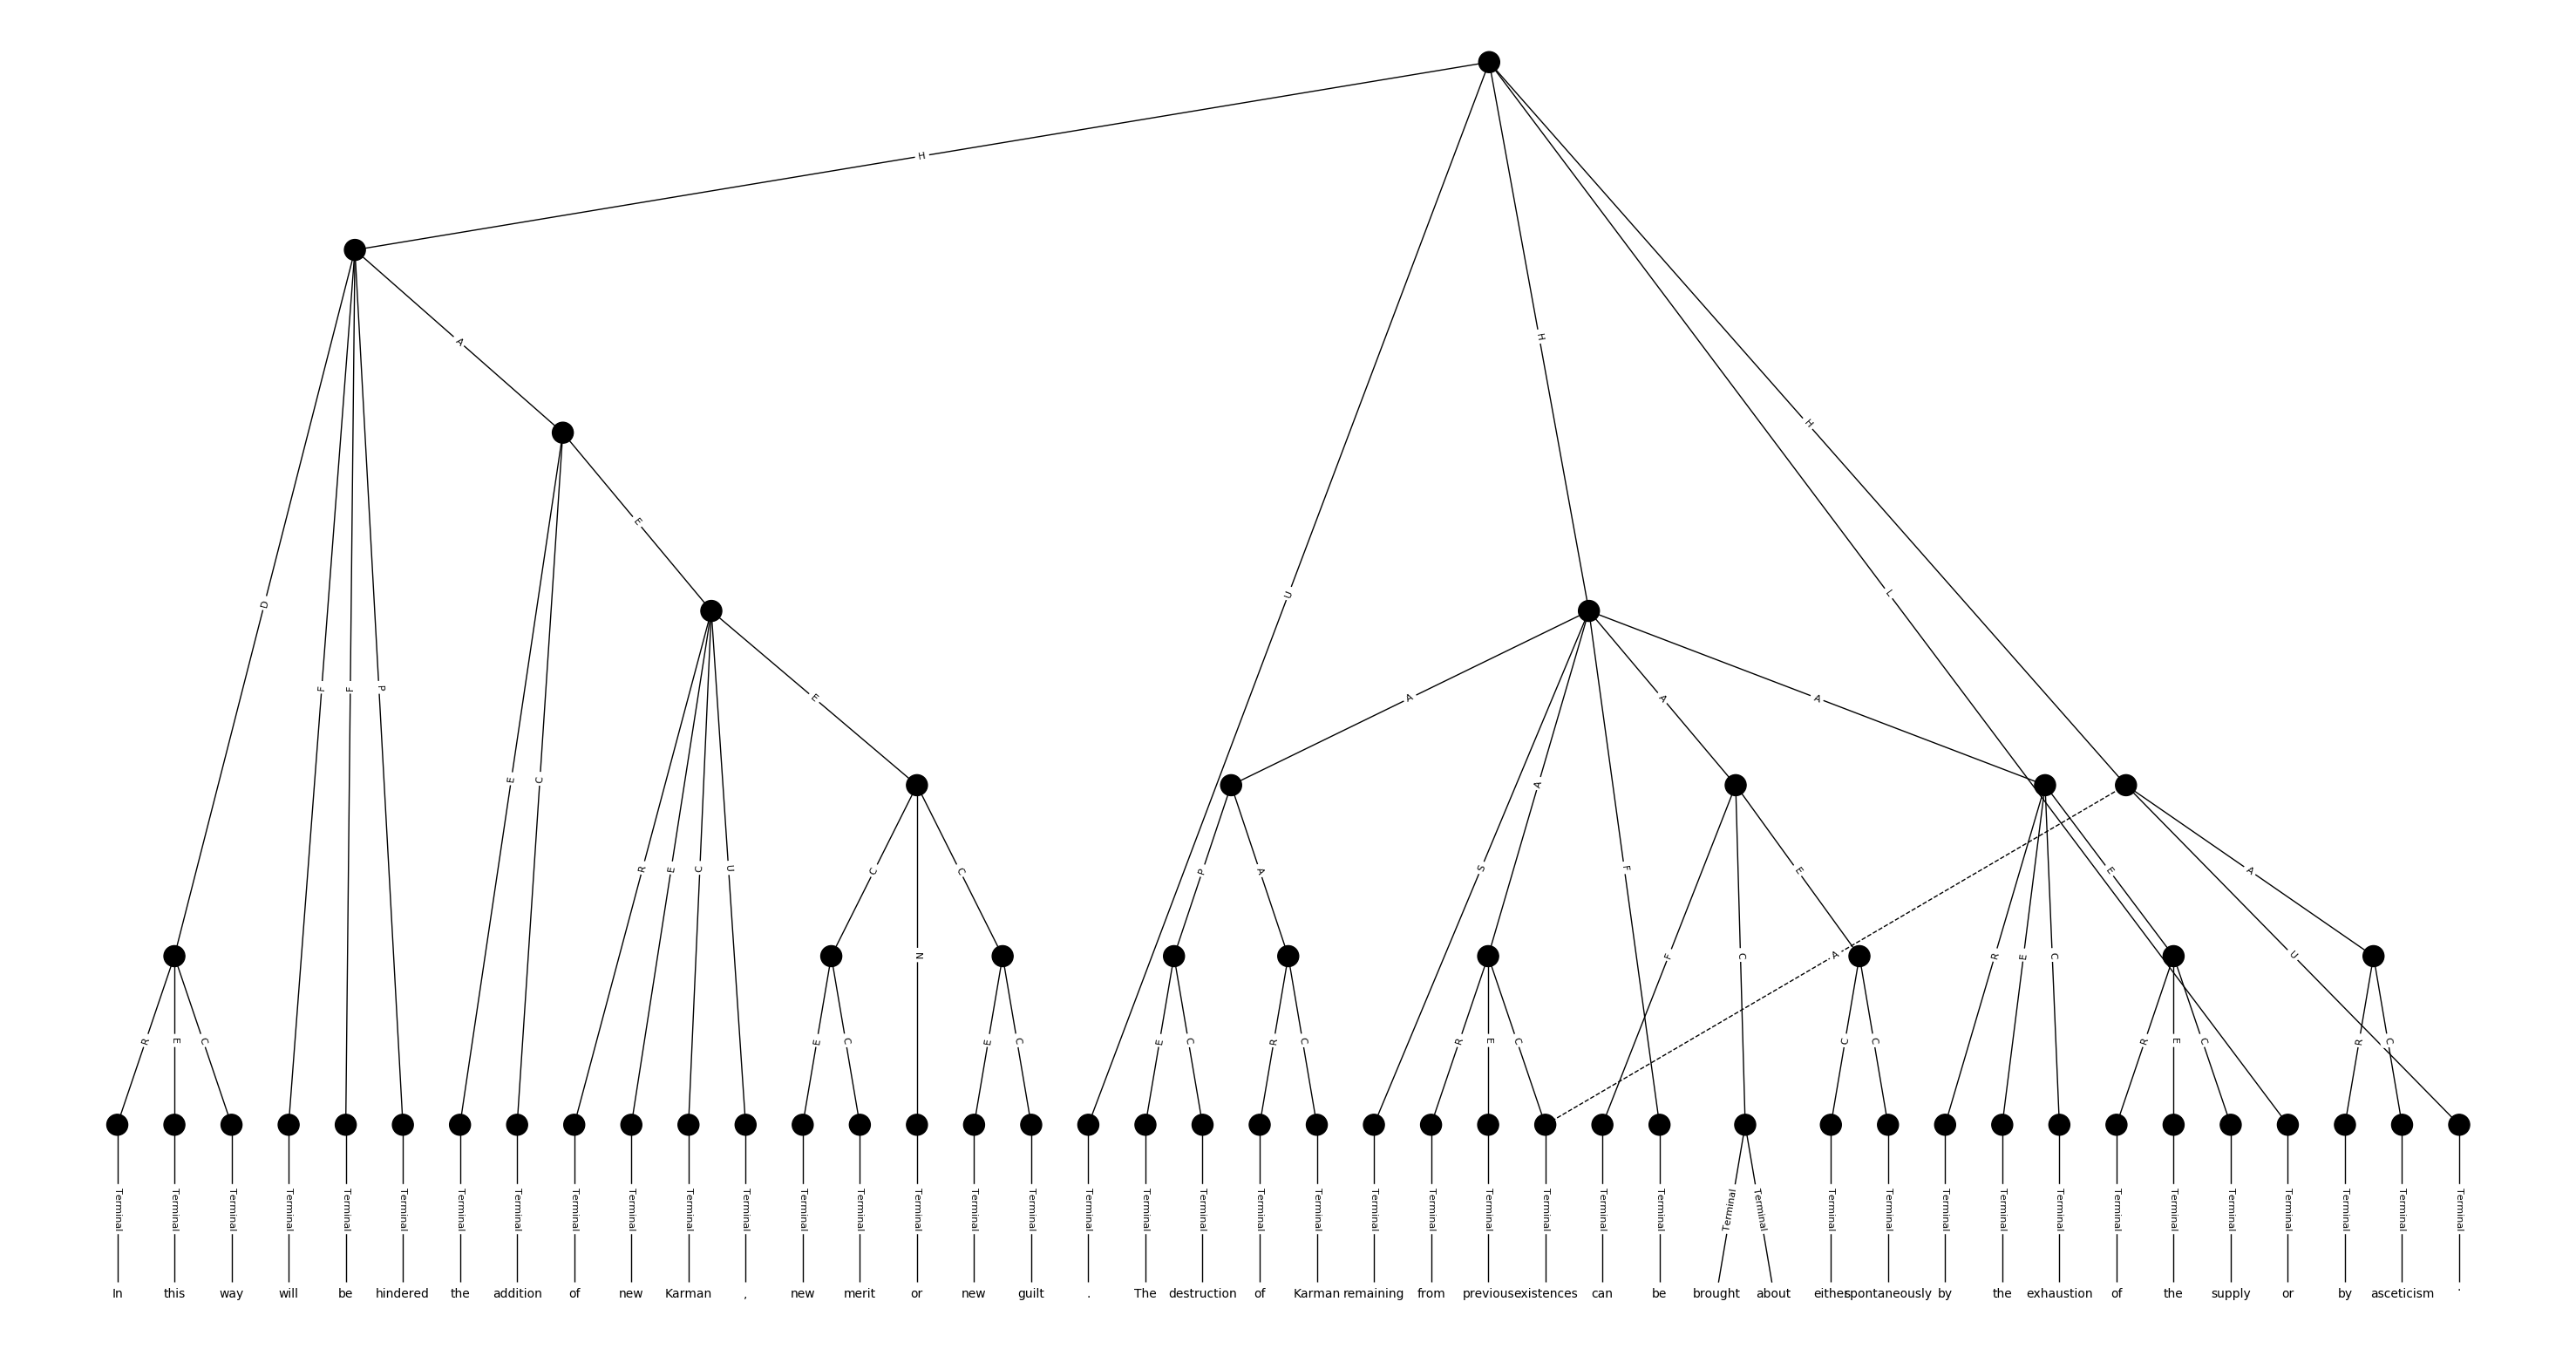 H
H
A
H
E
L
U
D
F
F
P
E
A
A
A
E
C
A
R
E
C
U
C
C
P
A
S
F
E
E
A
N
F
C
A
R
E
C
U
R
E
C
E
C
E
C
E
C
R
C
R
E
C
C
C
R
E
C
R
C
Terminal Terminal Terminal Terminal Terminal Terminal Terminal Terminal Terminal Terminal Terminal Terminal Terminal Terminal Terminal Terminal Terminal Terminal Terminal Terminal Terminal Terminal Terminal Terminal Terminal Terminal Terminal Terminal Terminal Terminal Terminal Terminal Terminal Terminal Terminal Terminal Terminal Terminal Terminal Terminal Terminal Terminal
In this way will be hindered the addition of new Karman , new merit or new guilt . The destruction of Karman remaining from previous existences can be brought about either spontaneously by the exhaustion of the supply or by asceticism .